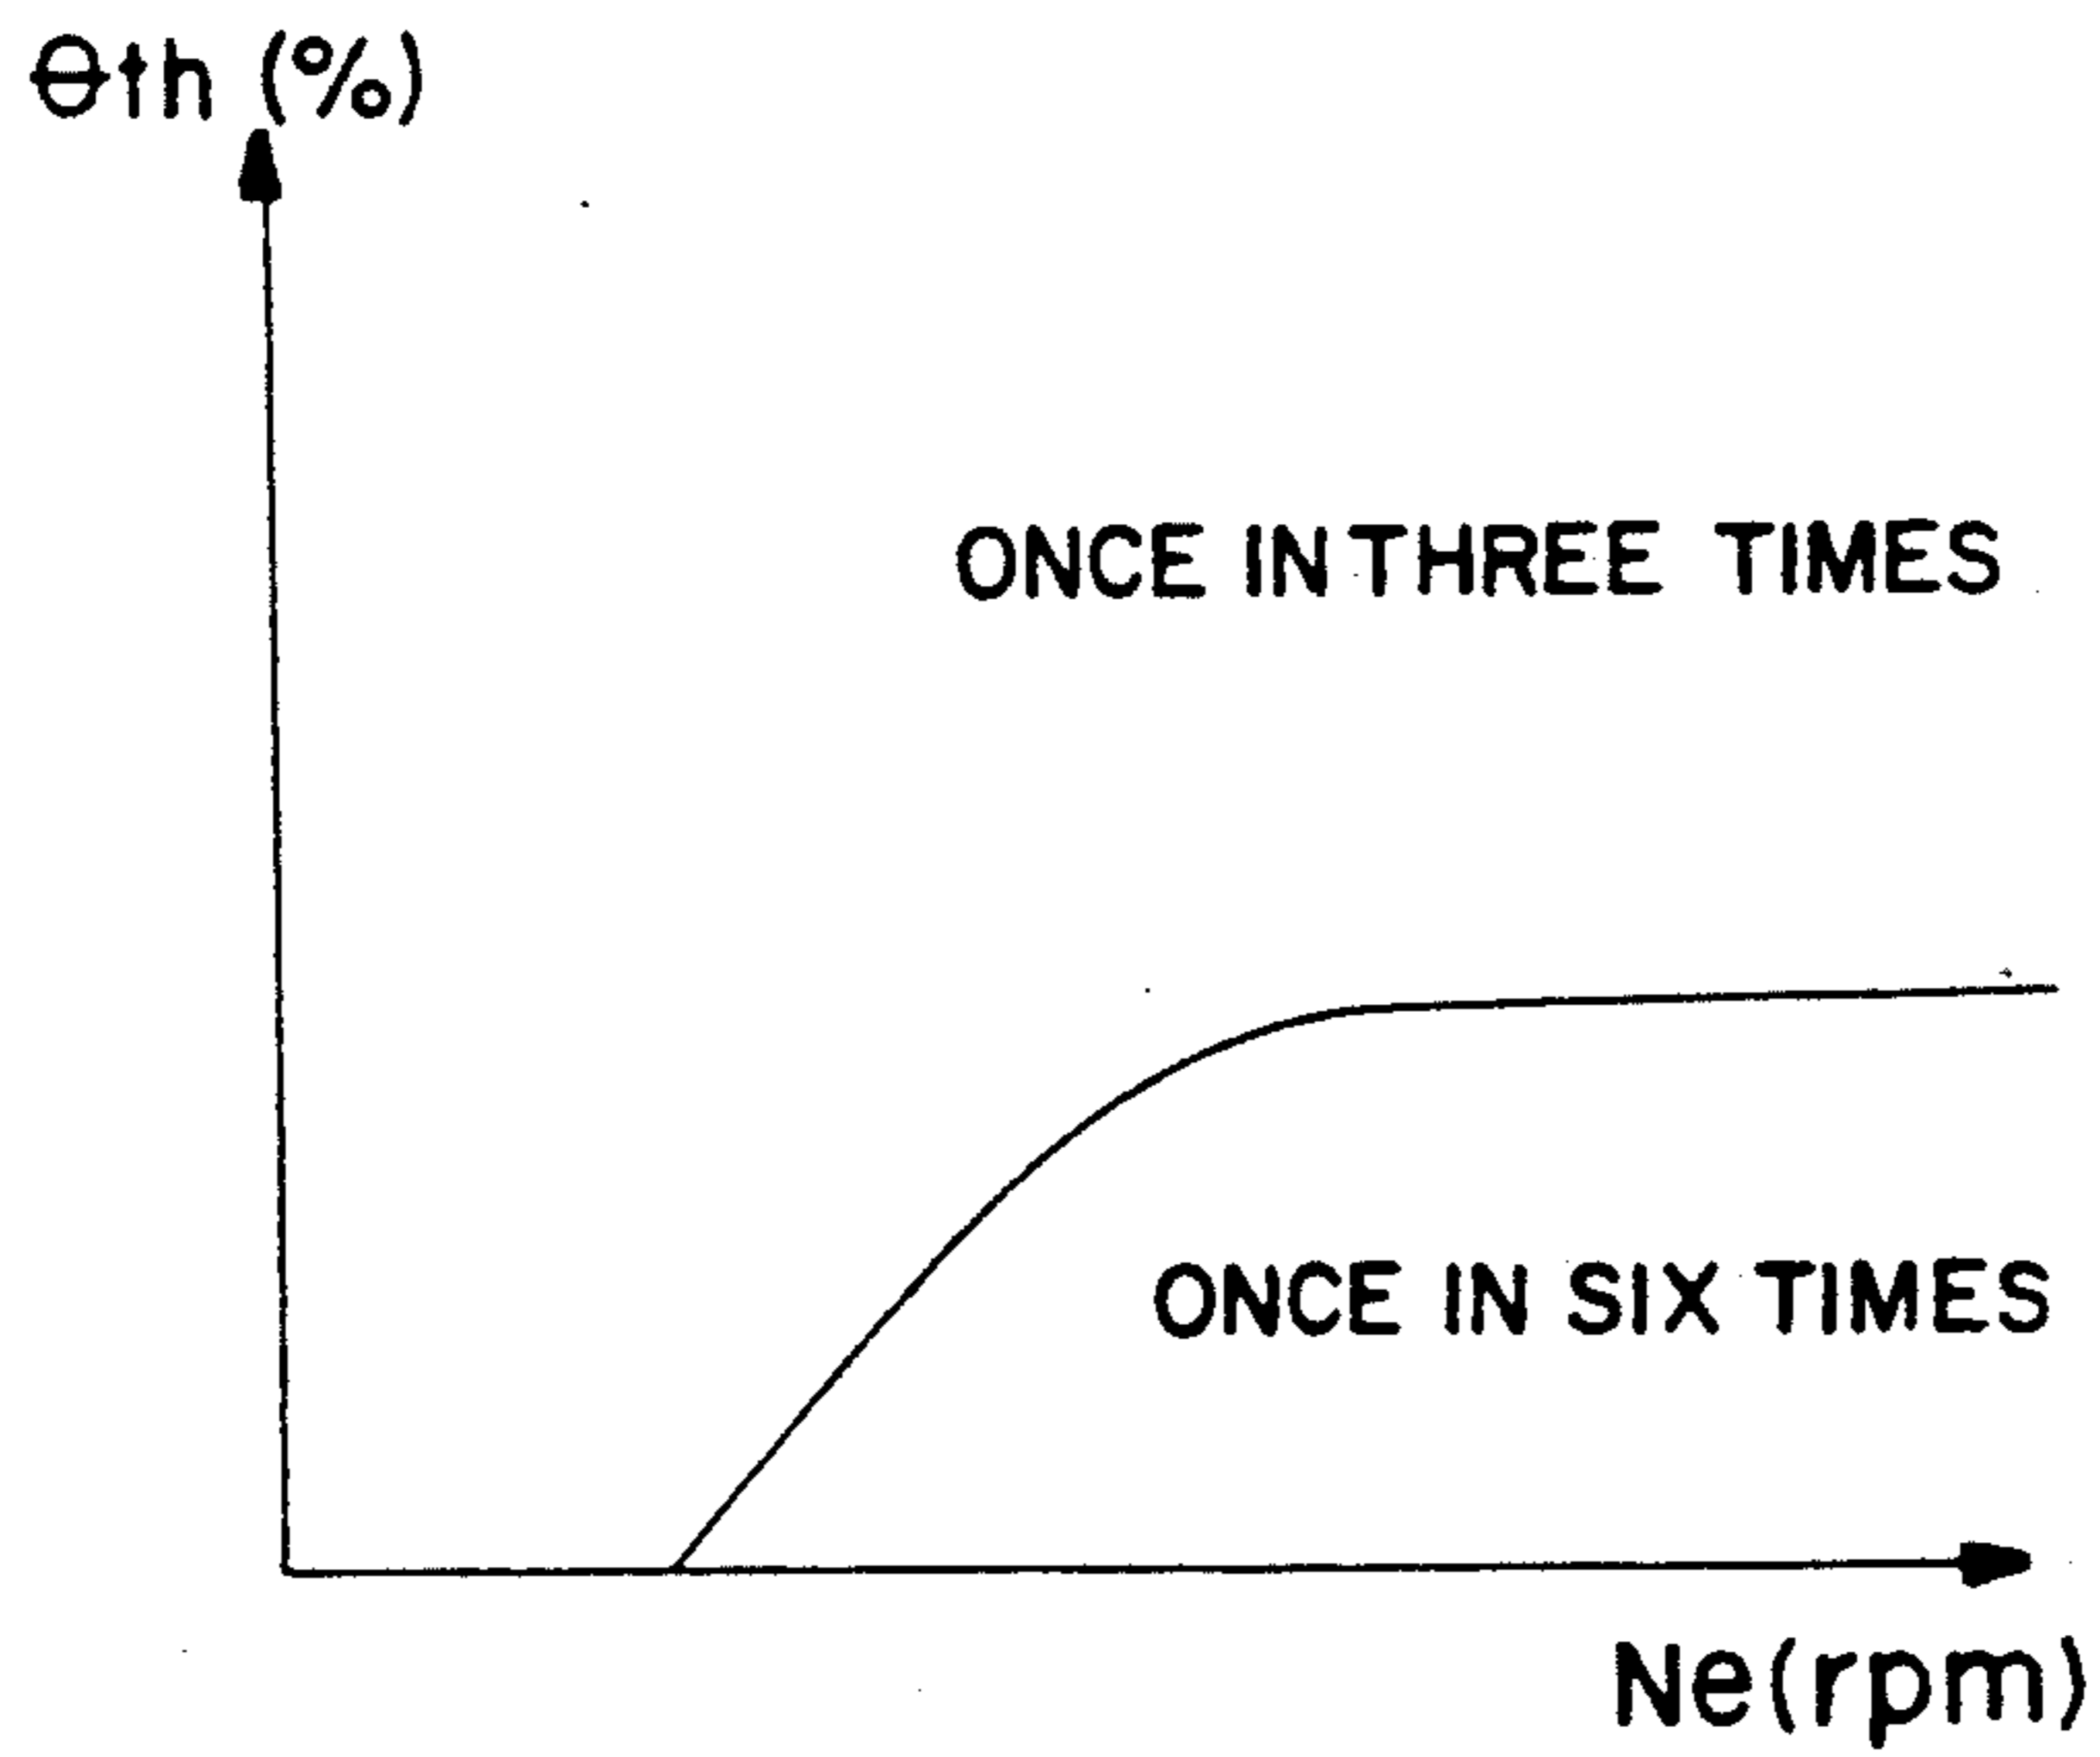 Θth (%)
ONCE IN THREE TIMES
ONCE IN SIX TIMES
Ne(rpm)